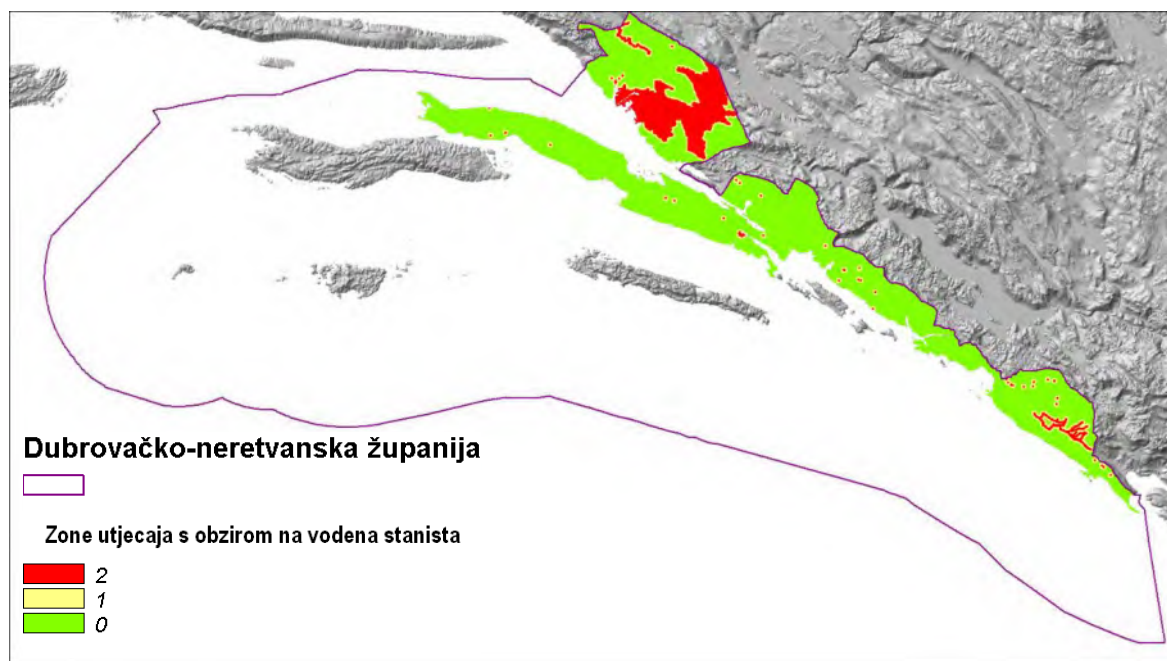 Dubrovačko-neretvanska županija
Zone utjecaja s obzirom na vodena stanista
2
1
0